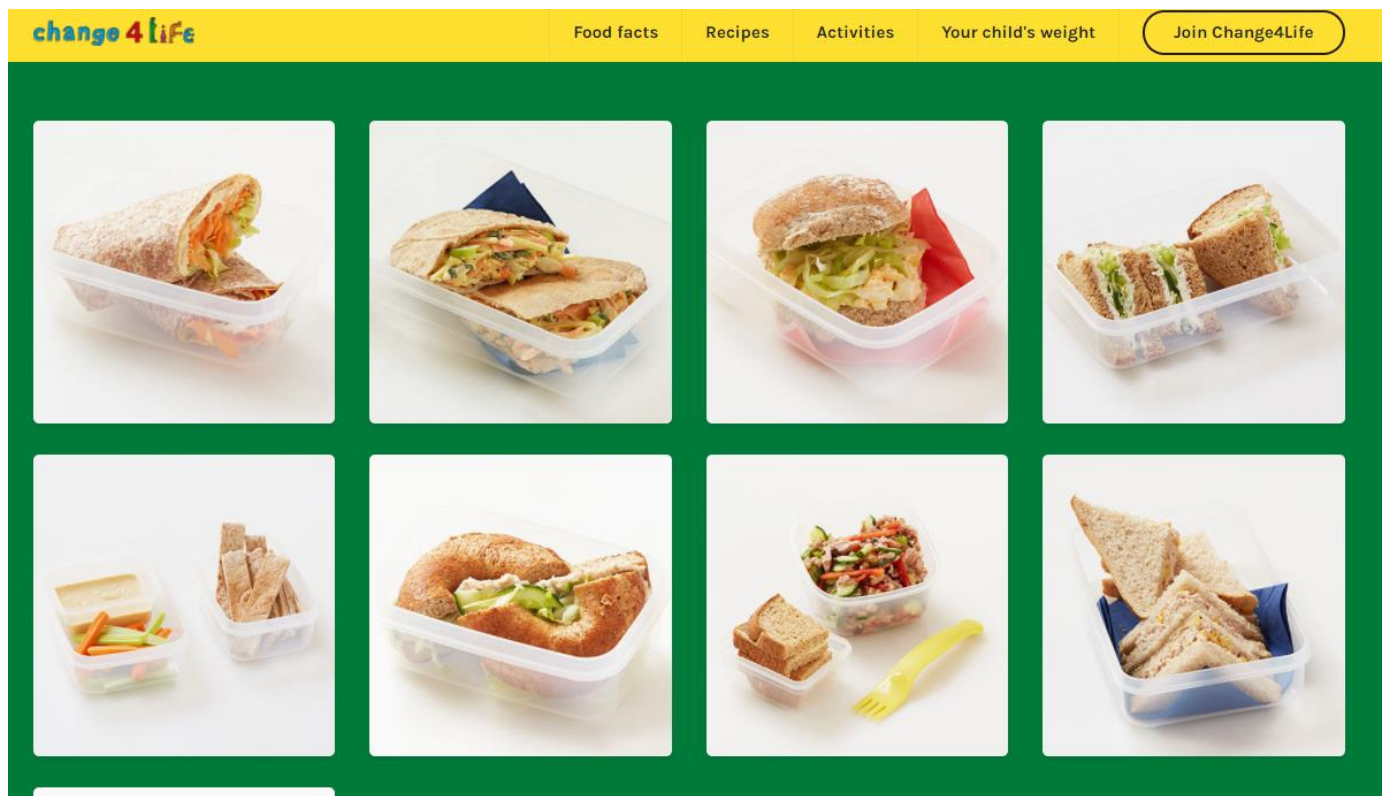 change 4 LiFe
Food facts
Recipes
Activities
Your child's weight
Join Change4Life